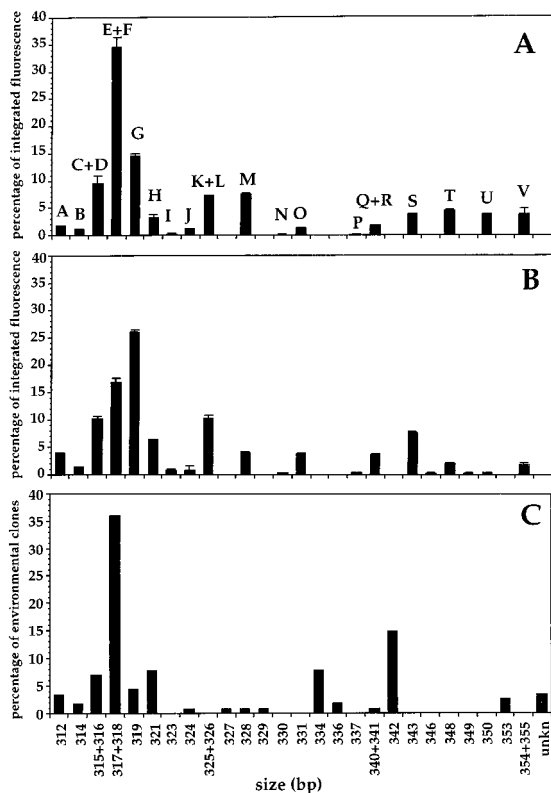 percentage of integrated fluorescence
40
35
30
25
20
15
10
5
0
A
B
C+D
E+F
G
H
I
J
K+L
M
N
O
P
Q+R
S
T
U
V
A
percentage of integrated fluorescence
40
30
20
10
5
0
B
percentage of environmental clones
40
35
30
25
20
15
10
5
0
C
312
314
315+316
317+318
319
321
323
324
325+326
327
328
329
330
331
334
336
337
340+341
342
343
346
348
349
350
353
354+355
unkn
size (bp)